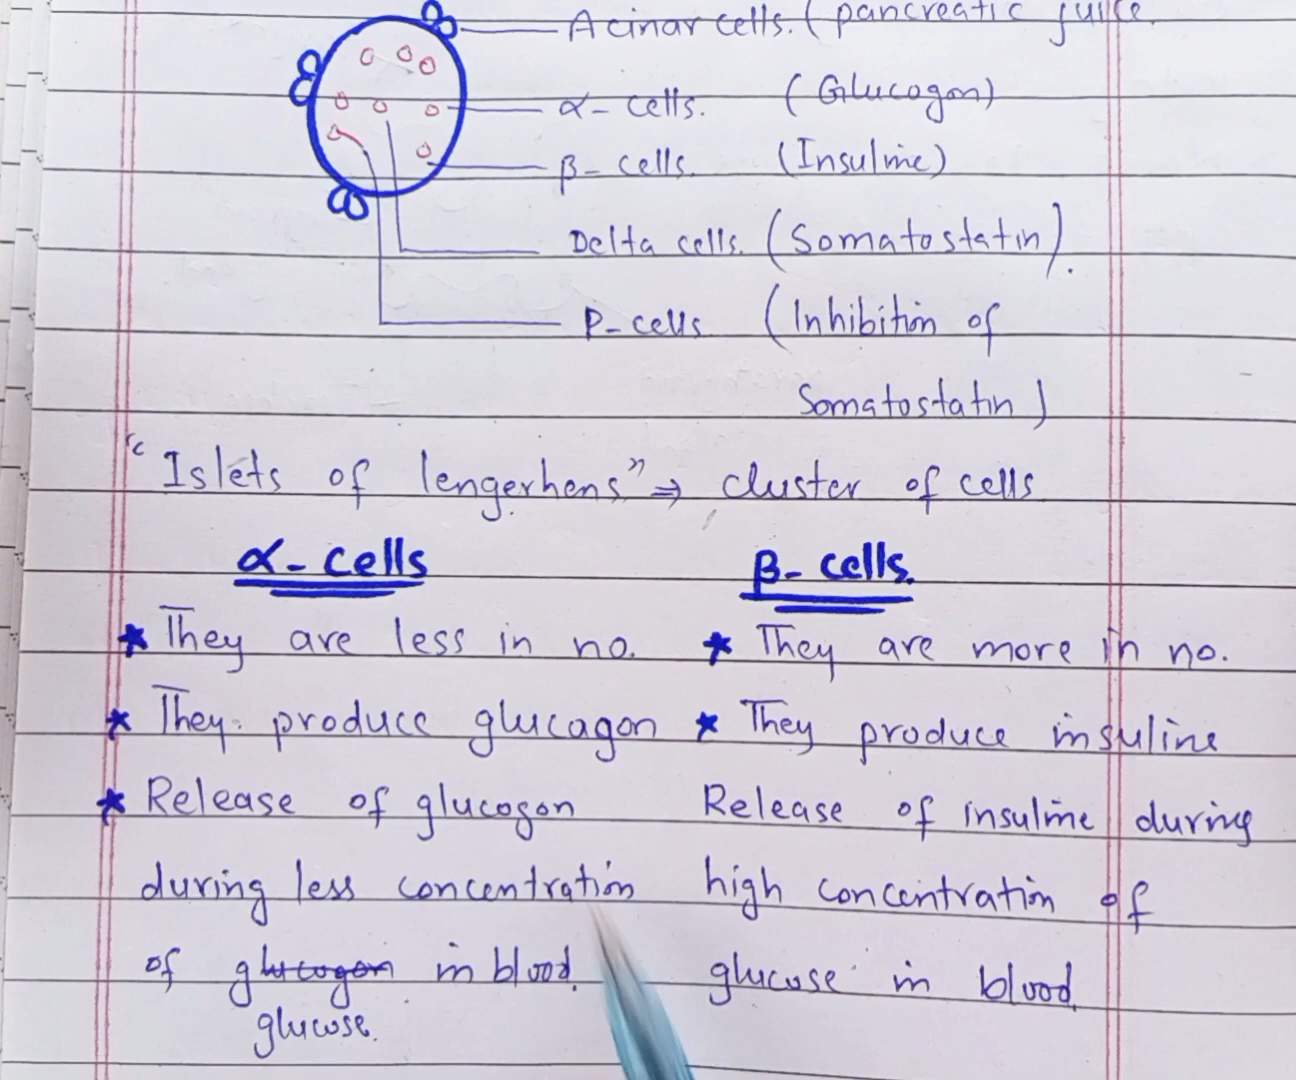 Acinar cells. (pancreatic juice.
α- cells. (Glucogon)
β- cells. (Insuline)
Delta cells. (Somatostatin).
P- cells (Inhibition of
Somatostatin)
"Islets of lengerhens" ⇒ cluster of cells
α- cells
β- cells.
★ They are less in no.
★ They are more in no.
★ They. produce glucagon
★ They produce insuline
★ Release of glucogon
Release of insuline during
during less concentration
high concentration of
of glucogon in blood.
glucose in blood.
glucose.